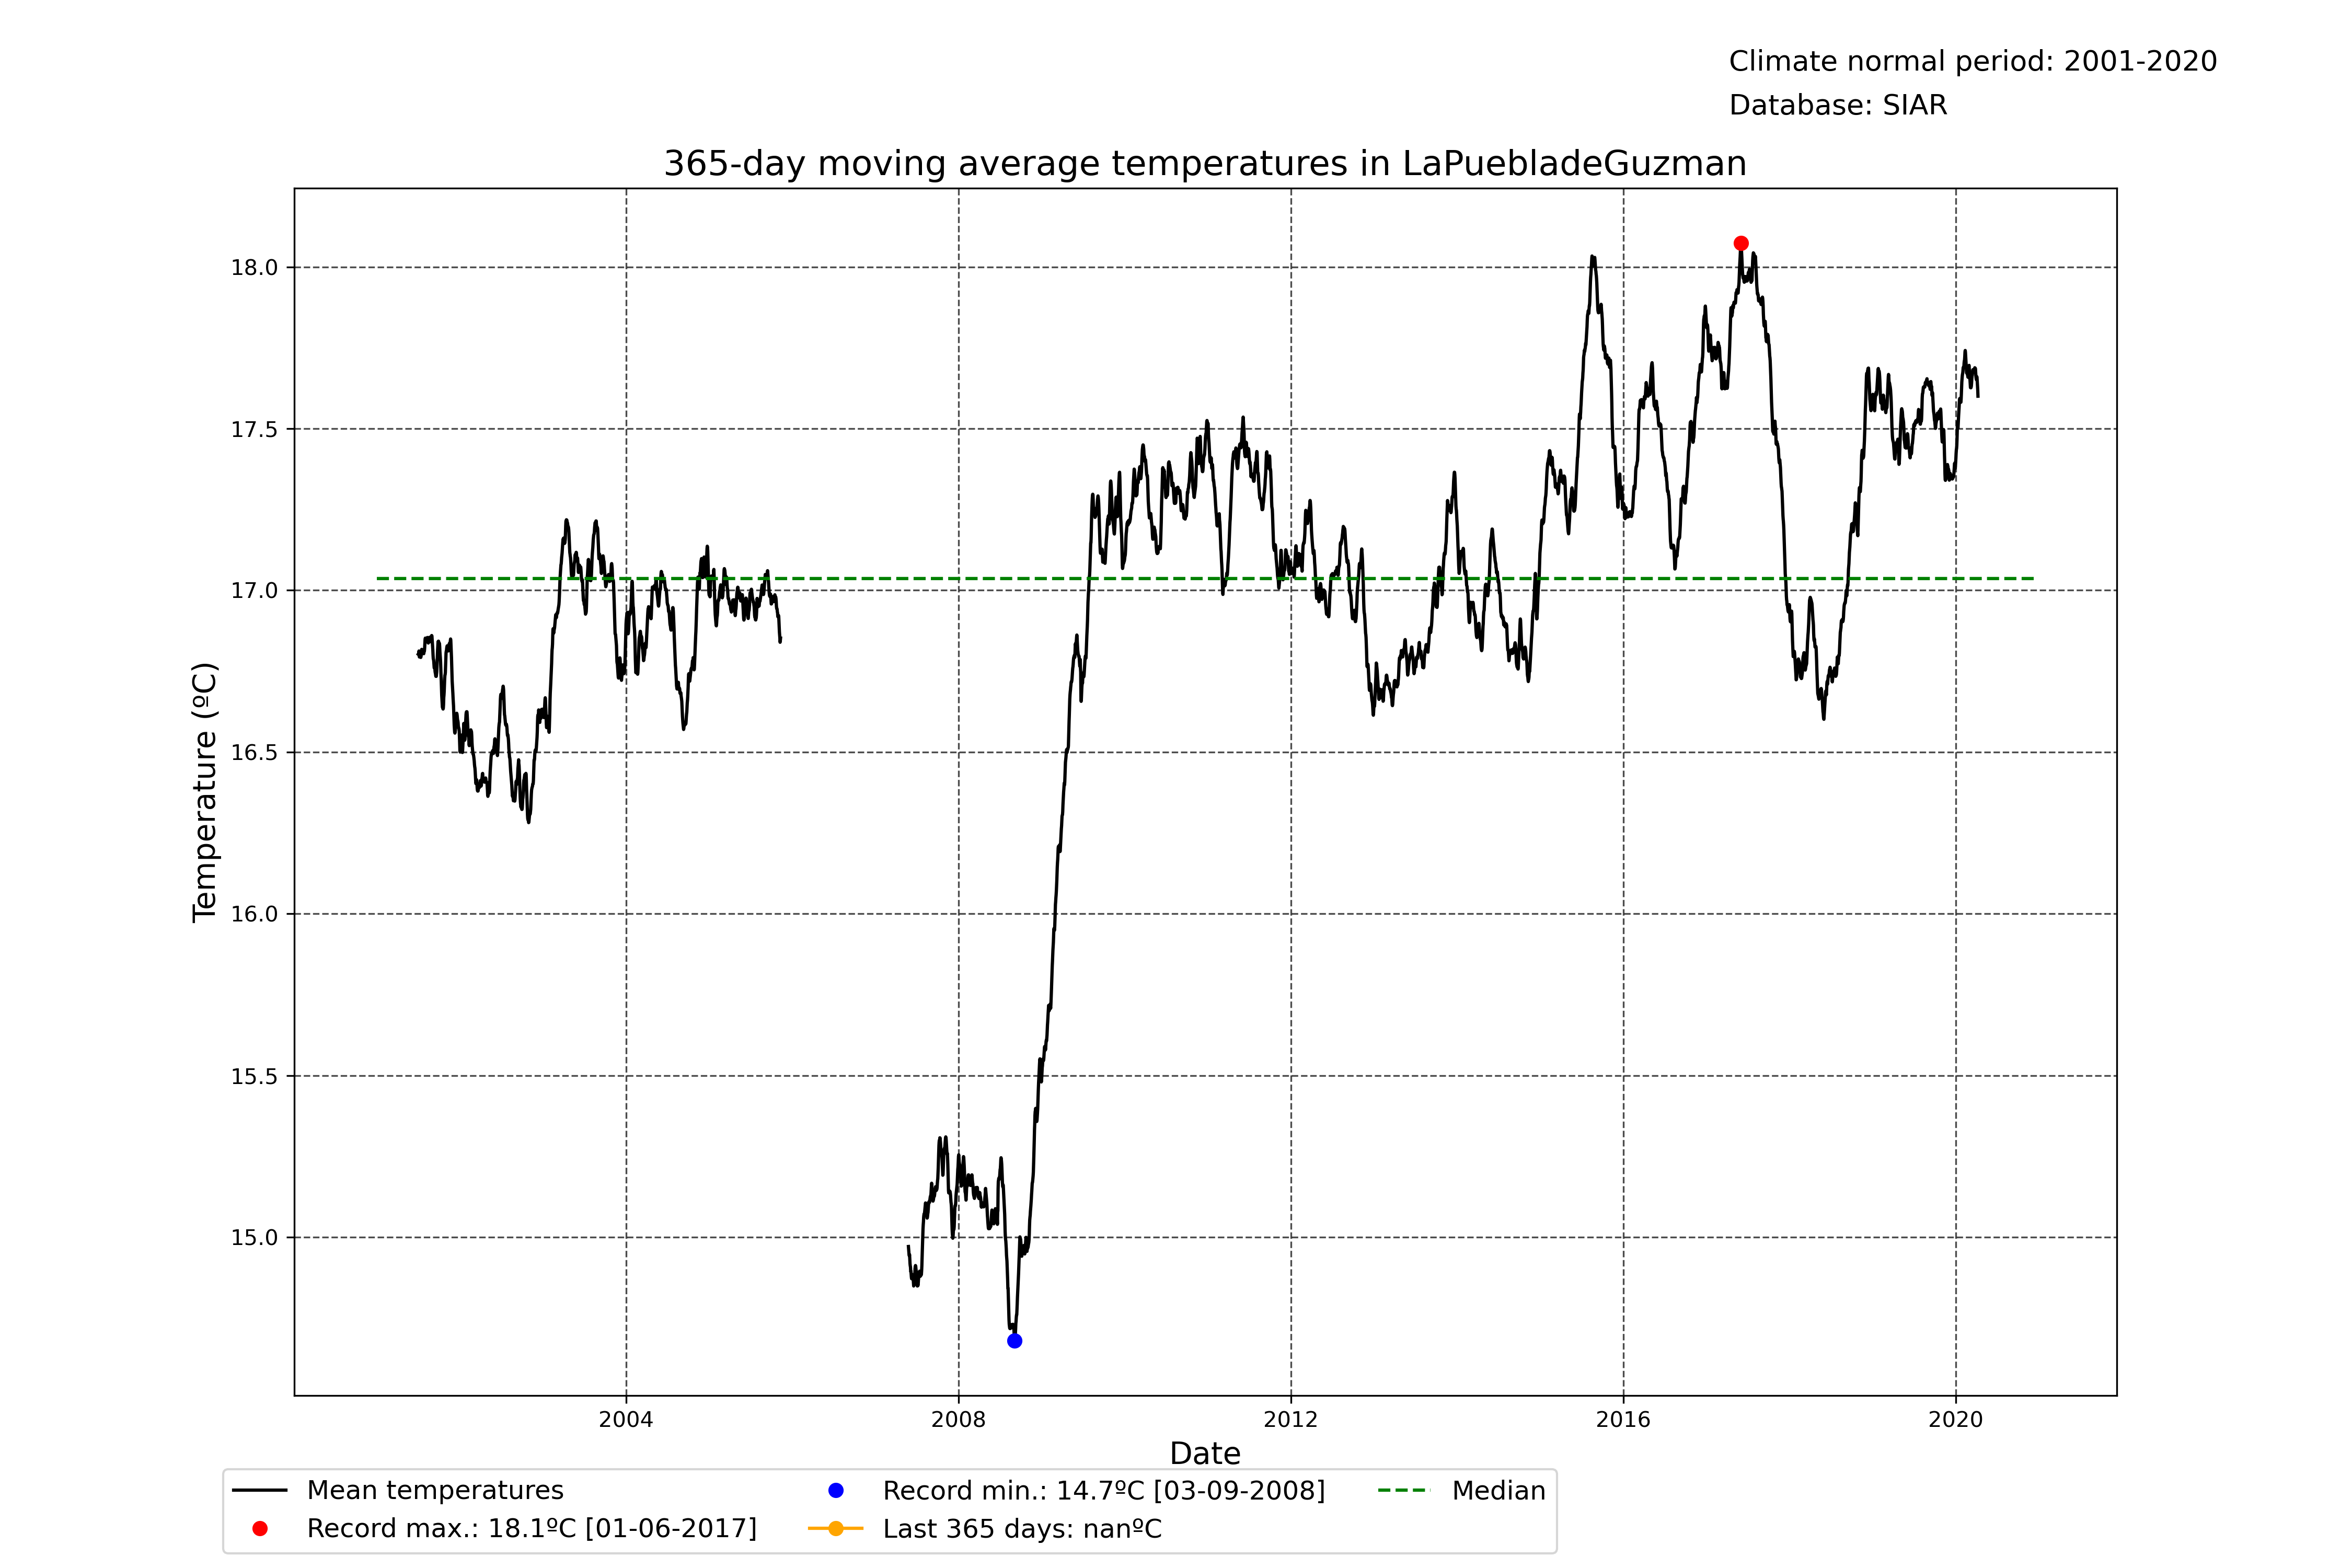 Climate normal period: 2001-2020
Database: SIAR
365-day moving average temperatures in LaPuebladeGuzman
18.0
17.5
17.0
16.5
16.0
15.5
15.0
Temperature (ºC)
2004 2008 2012 2016 2020
Date
Mean temperatures
Record max.: 18.1ºC [01-06-2017]
Record min.: 14.7ºC [03-09-2008]
Last 365 days: nanºC
Median